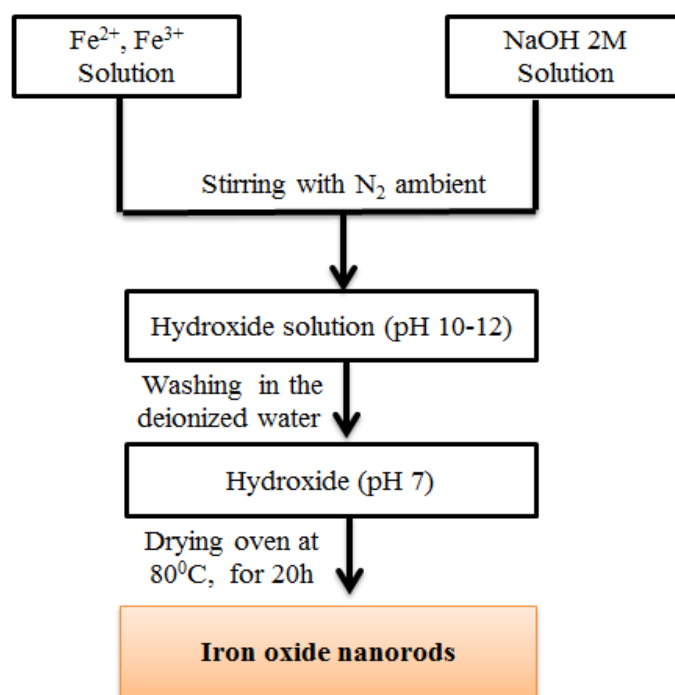 Fe²⁺, Fe³⁺
Solution
NaOH 2M
Solution
Stirring with N₂ ambient
Hydroxide solution (pH 10-12)
Washing in the
deionized water
Hydroxide (pH 7)
Drying oven at
80⁰C, for 20h
Iron oxide nanorods